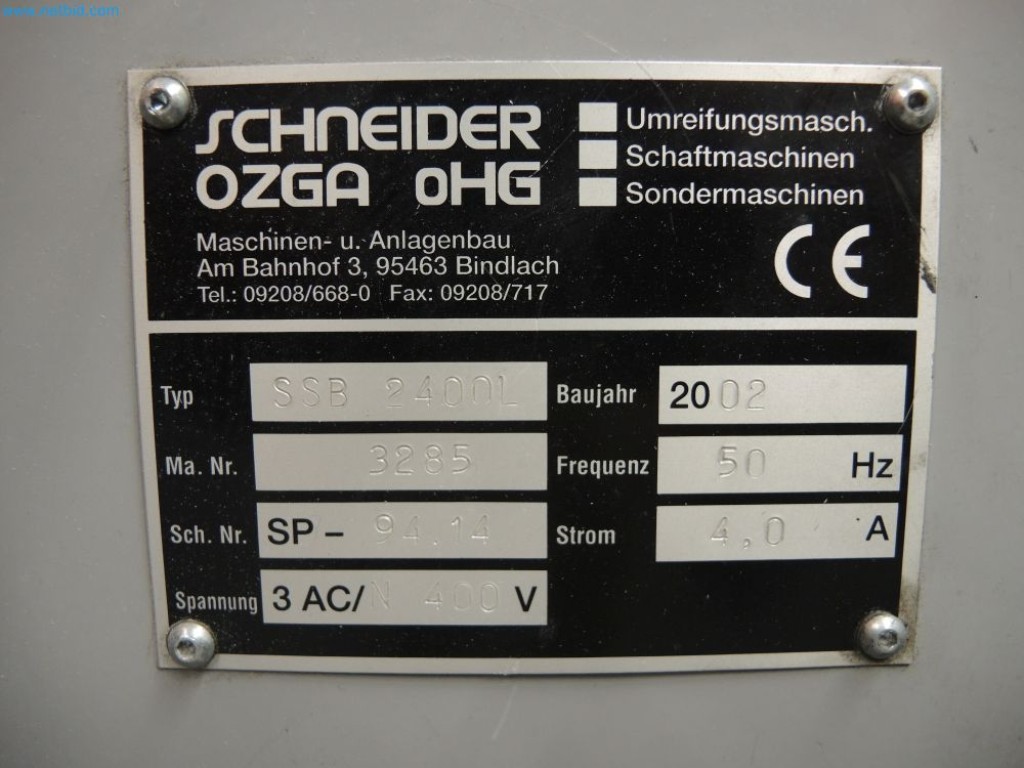 www.netbid.com
SCHNEIDER
OZGA oHG
Umreifungsmasch.
Schaftmaschinen
Sondermaschinen
Maschinen- u. Anlagenbau
Am Bahnhof 3, 95463 Bindlach
Tel.: 09208/668-0 Fax: 09208/717
CE
Typ SSB 2400L
Baujahr 2002
Ma. Nr. 3285
Frequenz 50 Hz
Sch. Nr. SP- 94.14
Strom 4,0 A
Spannung 3 AC/N 400 V